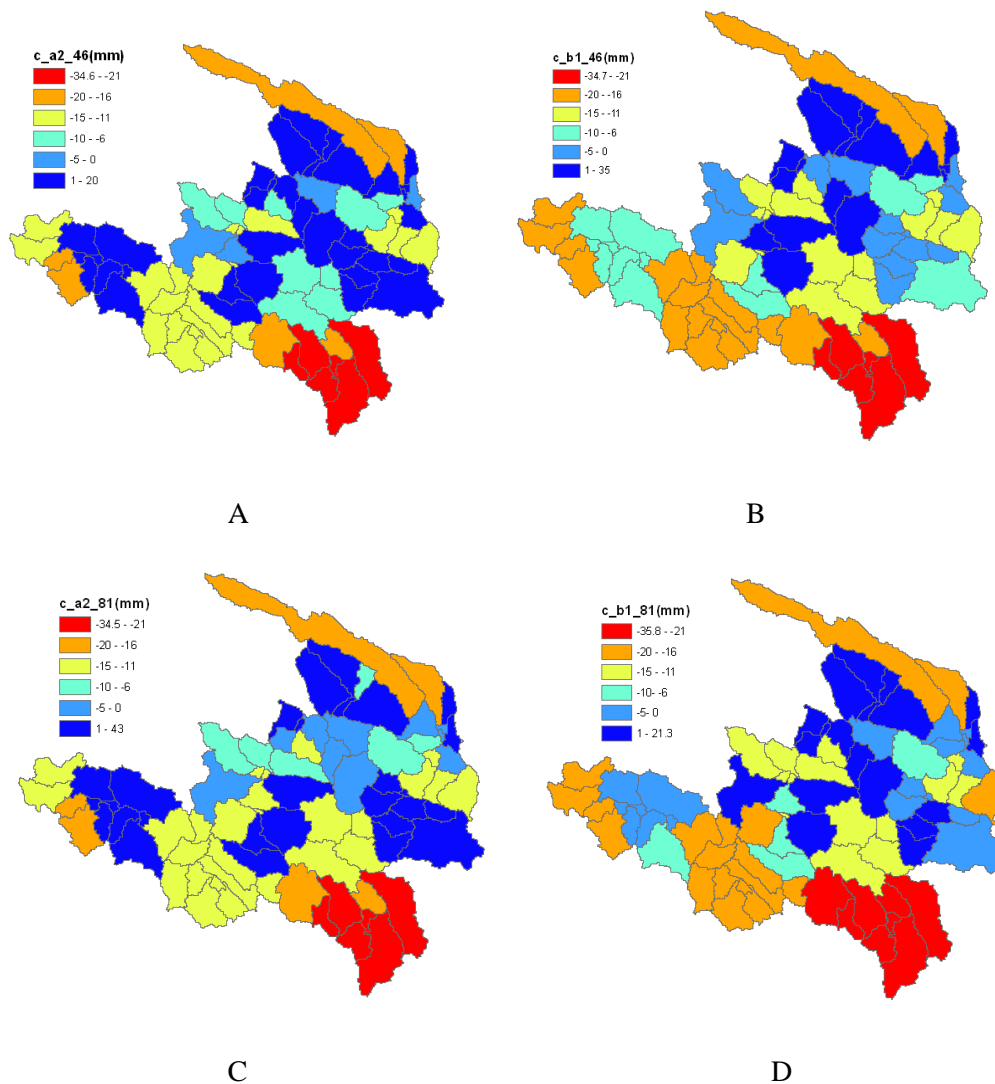 c_a2_46(mm)
-34.6 - -21
-20 - -16
-15 - -11
-10 - -6
-5 - 0
1 - 20
A
c_b1_46(mm)
-34.7 - -21
-20 - -16
-15 - -11
-10 - -6
-5 - 0
1 - 35
B
c_a2_81(mm)
-34.5 - -21
-20 - -16
-15 - -11
-10 - -6
-5 - 0
1 - 43
C
c_b1_81(mm)
-35.8 - -21
-20 - -16
-15 - -11
-10- -6
-5- 0
1 - 21.3
D